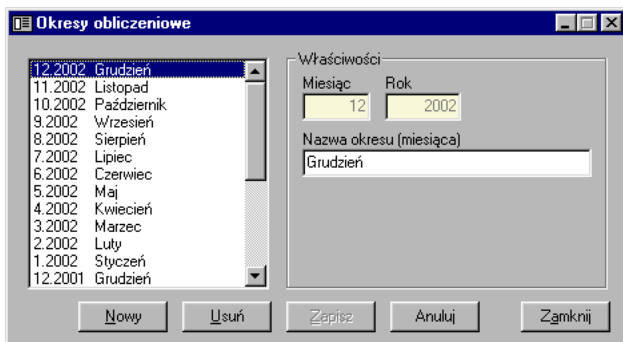 Okresy obliczeniowe
12.2002 Grudzień
11.2002 Listopad
10.2002 Październik
9.2002 Wrzesień
8.2002 Sierpień
7.2002 Lipiec
6.2002 Czerwiec
5.2002 Maj
4.2002 Kwiecień
3.2002 Marzec
2.2002 Luty
1.2002 Styczeń
12.2001 Grudzień
Właściwości
Miesiąc Rok
12 2002
Nazwa okresu (miesiąca)
Grudzień
Nowy Usuń Zapisz Anuluj Zamknij